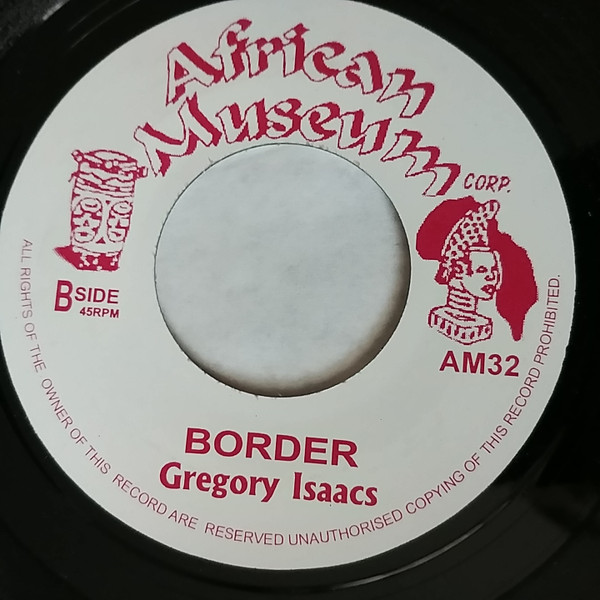 African
Museum
CORP.
B SIDE
45RPM
AM32
BORDER
Gregory Isaacs
ALL RIGHTS OF THE OWNER OF THIS RECORD ARE RESERVED UNAUTHORISED COPYING OF THIS RECORD PROHIBITED.